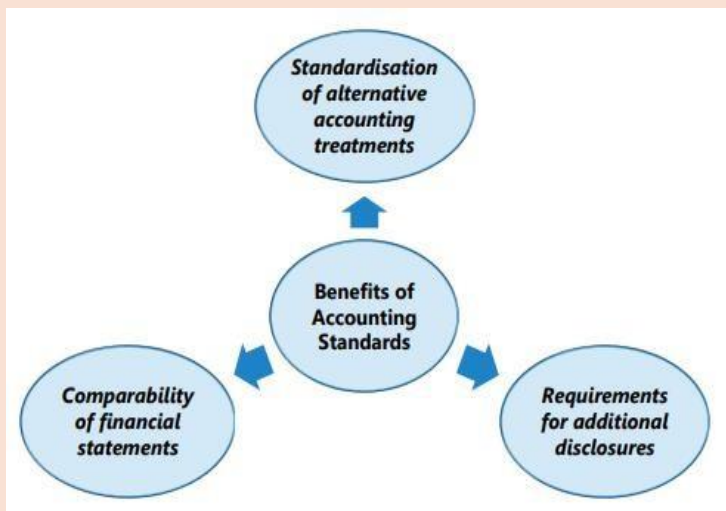 Standardisation
of alternative
accounting
treatments
Benefits of
Accounting
Standards
Comparability
of financial
statements
Requirements
for additional
disclosures